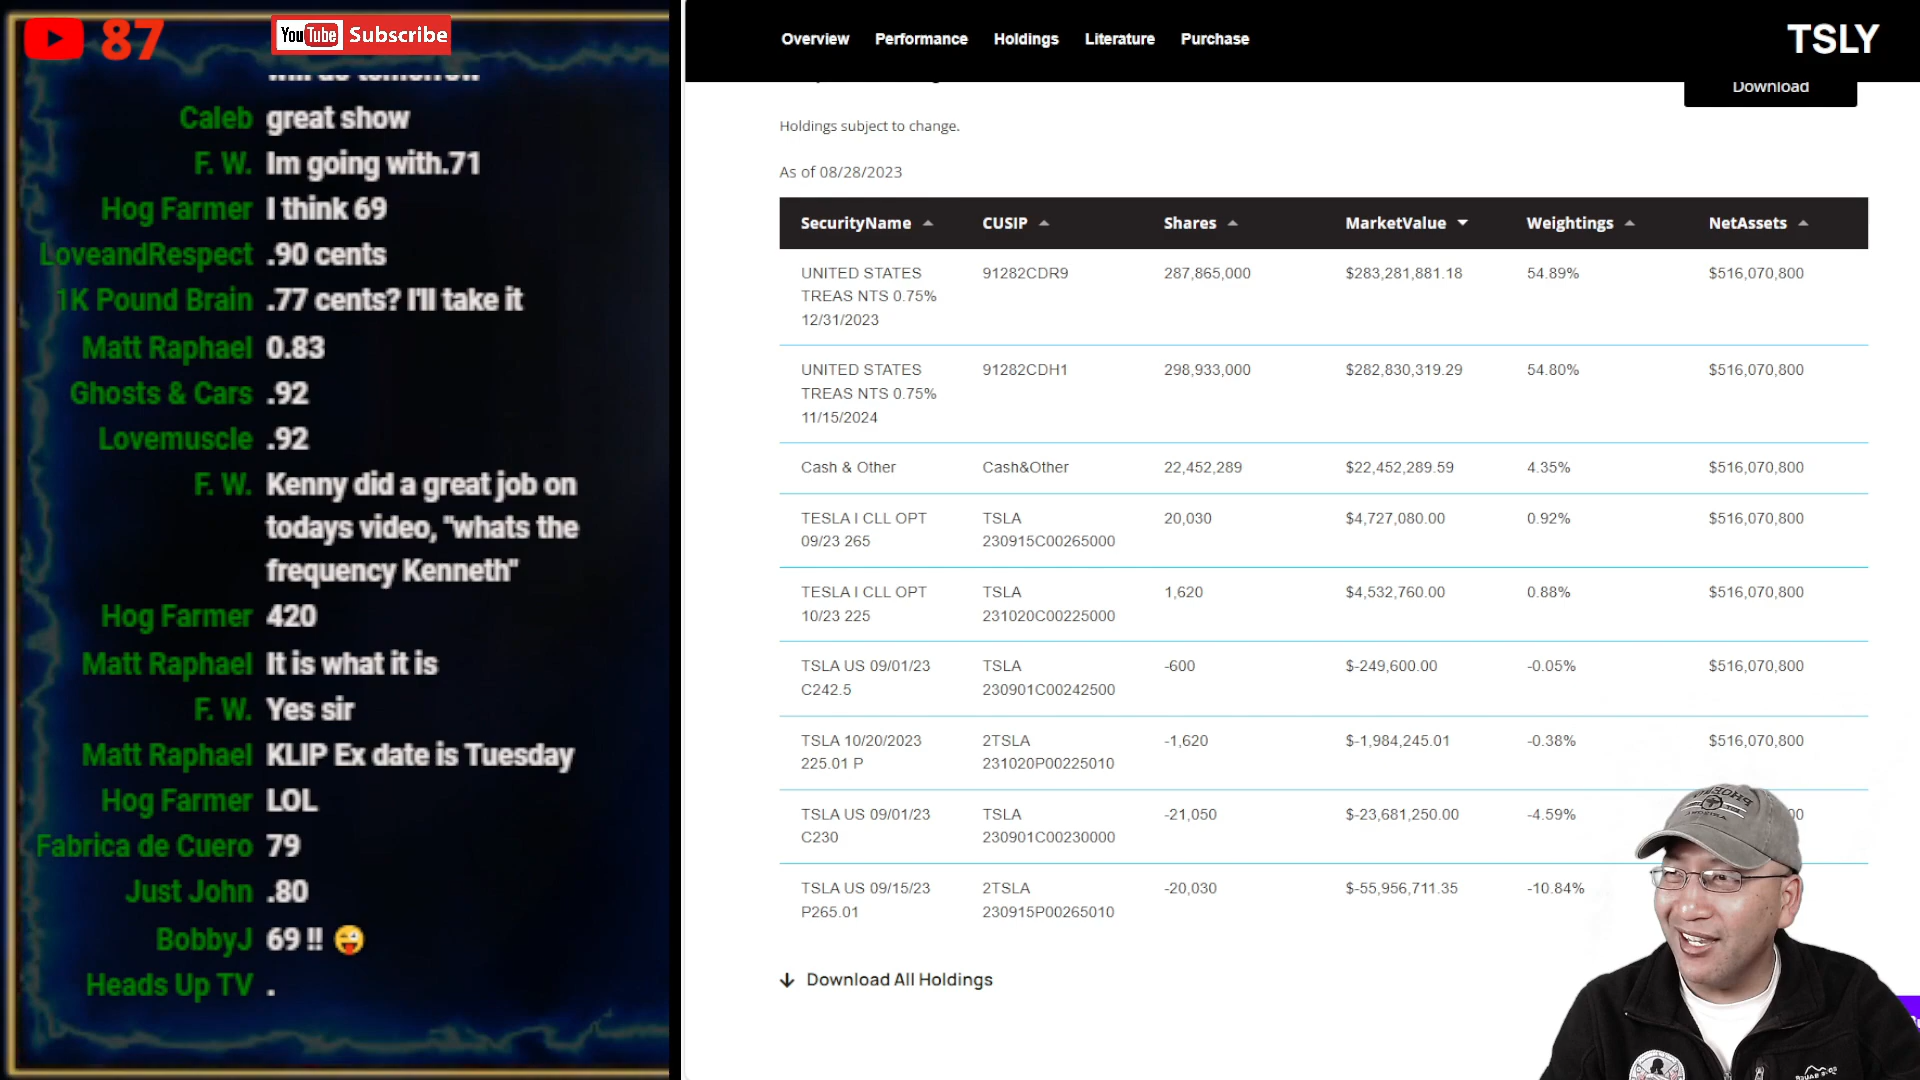 87
YouTube Subscribe
will do tomorrow
Caleb great show
F. W. Im going with.71
Hog Farmer I think 69
LoveandRespect .90 cents
1K Pound Brain .77 cents? I'll take it
Matt Raphael 0.83
Ghosts & Cars .92
Lovemuscle .92
F. W. Kenny did a great job on
todays video, "whats the
frequency Kenneth"
Hog Farmer 420
Matt Raphael It is what it is
F. W. Yes sir
Matt Raphael KLIP Ex date is Tuesday
Hog Farmer LOL
Fabrica de Cuero 79
Just John .80
BobbyJ 69 !! 😜
Heads Up TV .
Overview Performance Holdings Literature Purchase TSLY
Download
Holdings subject to change.
As of 08/28/2023
SecurityName CUSIP Shares MarketValue Weightings NetAssets
UNITED STATES 91282CDR9 287,865,000 $283,281,881.18 54.89% $516,070,800
TREAS NTS 0.75%
12/31/2023
UNITED STATES 91282CDH1 298,933,000 $282,830,319.29 54.80% $516,070,800
TREAS NTS 0.75%
11/15/2024
Cash & Other Cash&Other 22,452,289 $22,452,289.59 4.35% $516,070,800
TESLA I CLL OPT TSLA 20,030 $4,727,080.00 0.92% $516,070,800
09/23 265 230915C00265000
TESLA I CLL OPT TSLA 1,620 $4,532,760.00 0.88% $516,070,800
10/23 225 231020C00225000
TSLA US 09/01/23 TSLA -600 $-249,600.00 -0.05% $516,070,800
C242.5 230901C00242500
TSLA 10/20/2023 2TSLA -1,620 $-1,984,245.01 -0.38% $516,070,800
225.01 P 231020P00225010
TSLA US 09/01/23 TSLA -21,050 $-23,681,250.00 -4.59%
C230 230901C00230000
TSLA US 09/15/23 2TSLA -20,030 $-55,956,711.35 -10.84%
P265.01 230915P00265010
Download All Holdings